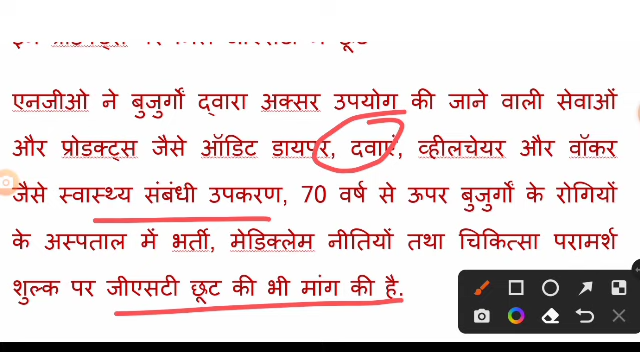 एनजीओ ने बुजुर्गों द्वारा अक्सर उपयोग की जाने वाली सेवाओं
और प्रोडक्ट्स जैसे ऑडिट डायपर, दवाएं, व्हीलचेयर और वॉकर
जैसे स्वास्थ्य संबंधी उपकरण, 70 वर्ष से ऊपर बुजुर्गों के रोगियों
के अस्पताल में भर्ती, मेडिक्लेम नीतियों तथा चिकित्सा परामर्श
शुल्क पर जीएसटी छूट की भी मांग की है.